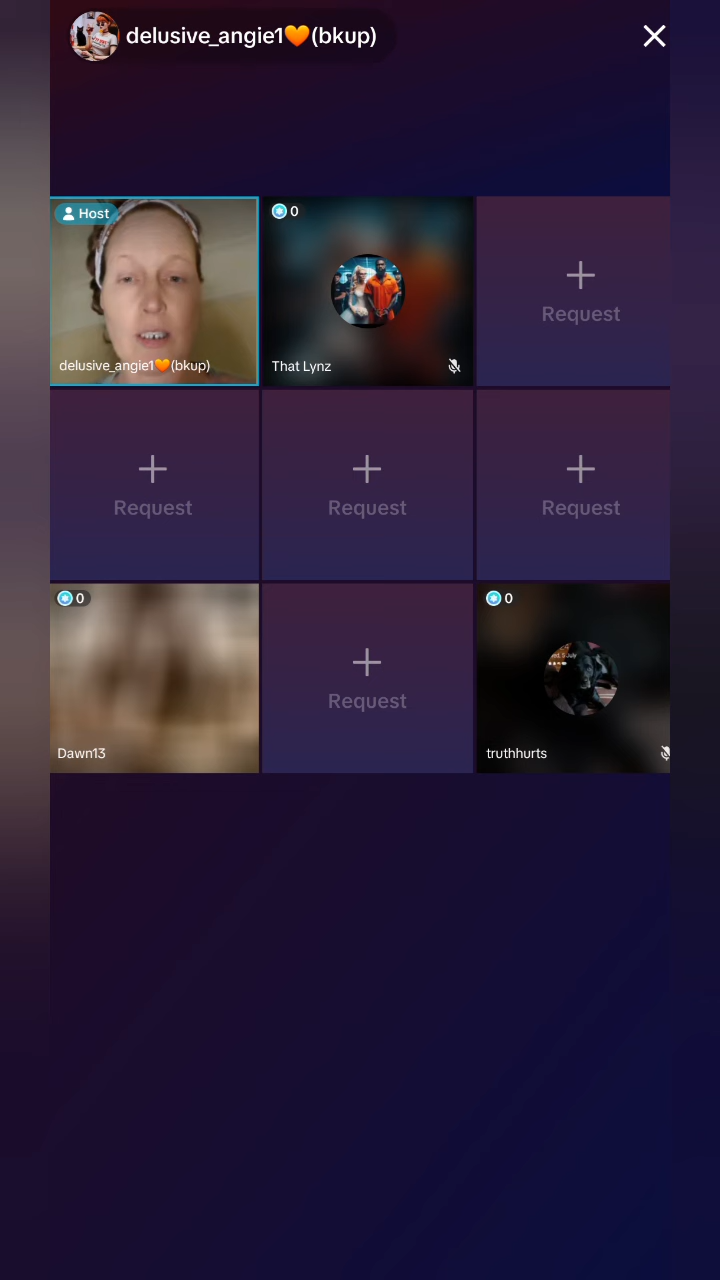 delusive_angie1🧡(bkup)
Host
0
delusive_angie1🧡(bkup)
That Lynz
Request
Request
Request
Request
0
0
Dawn13
Request
truthhurts